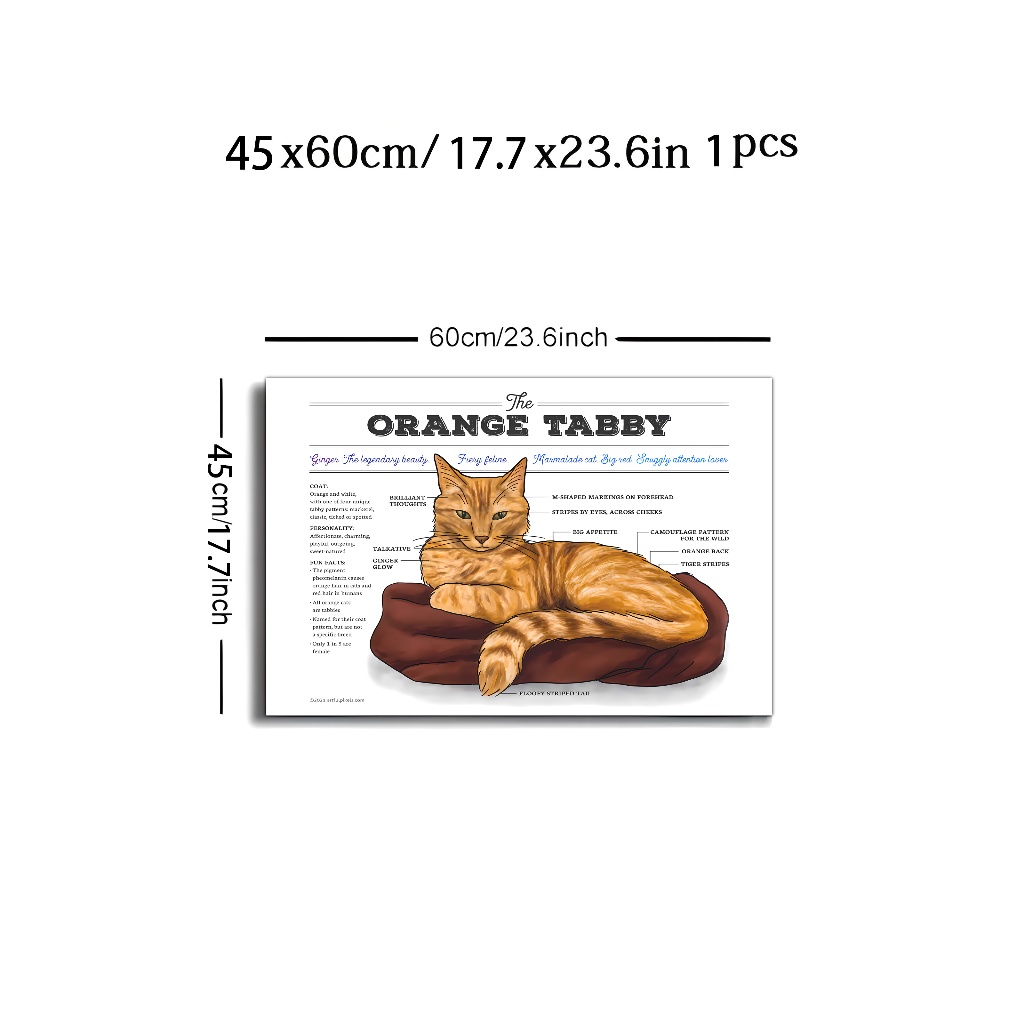 45x60cm/ 17.7x23.6in 1pcs
60cm/23.6inch
45cm/17.7inch
The
ORANGE TABBY
Ginger The legendary beauty Fiery feline Marmalade cat Big red Snuggly attention lover
COAT:
Orange and white,
with one of four unique
tabby patterns: mackerel,
classic, ticked or spotted
PERSONALITY:
Affectionate, charming,
playful, outgoing,
sweet-natured
FUN FACTS:
· The pigment
pheomelanin causes
orange hair in cats and
red hair in humans
· All orange cats
are tabbies
· Named for their coat
pattern, but are not
a specific breed
· Only 1 in 5 are
female
BRILLIANT
THOUGHTS
TALKATIVE
GINGER
GLOW
M-SHAPED MARKINGS ON FOREHEAD
STRIPES BY EYES, ACROSS CHEEKS
BIG APPETITE
CAMOUFLAGE PATTERN
FOR THE WILD
ORANGE BACK
TIGER STRIPES
FLOOFY STRIPED TAIL